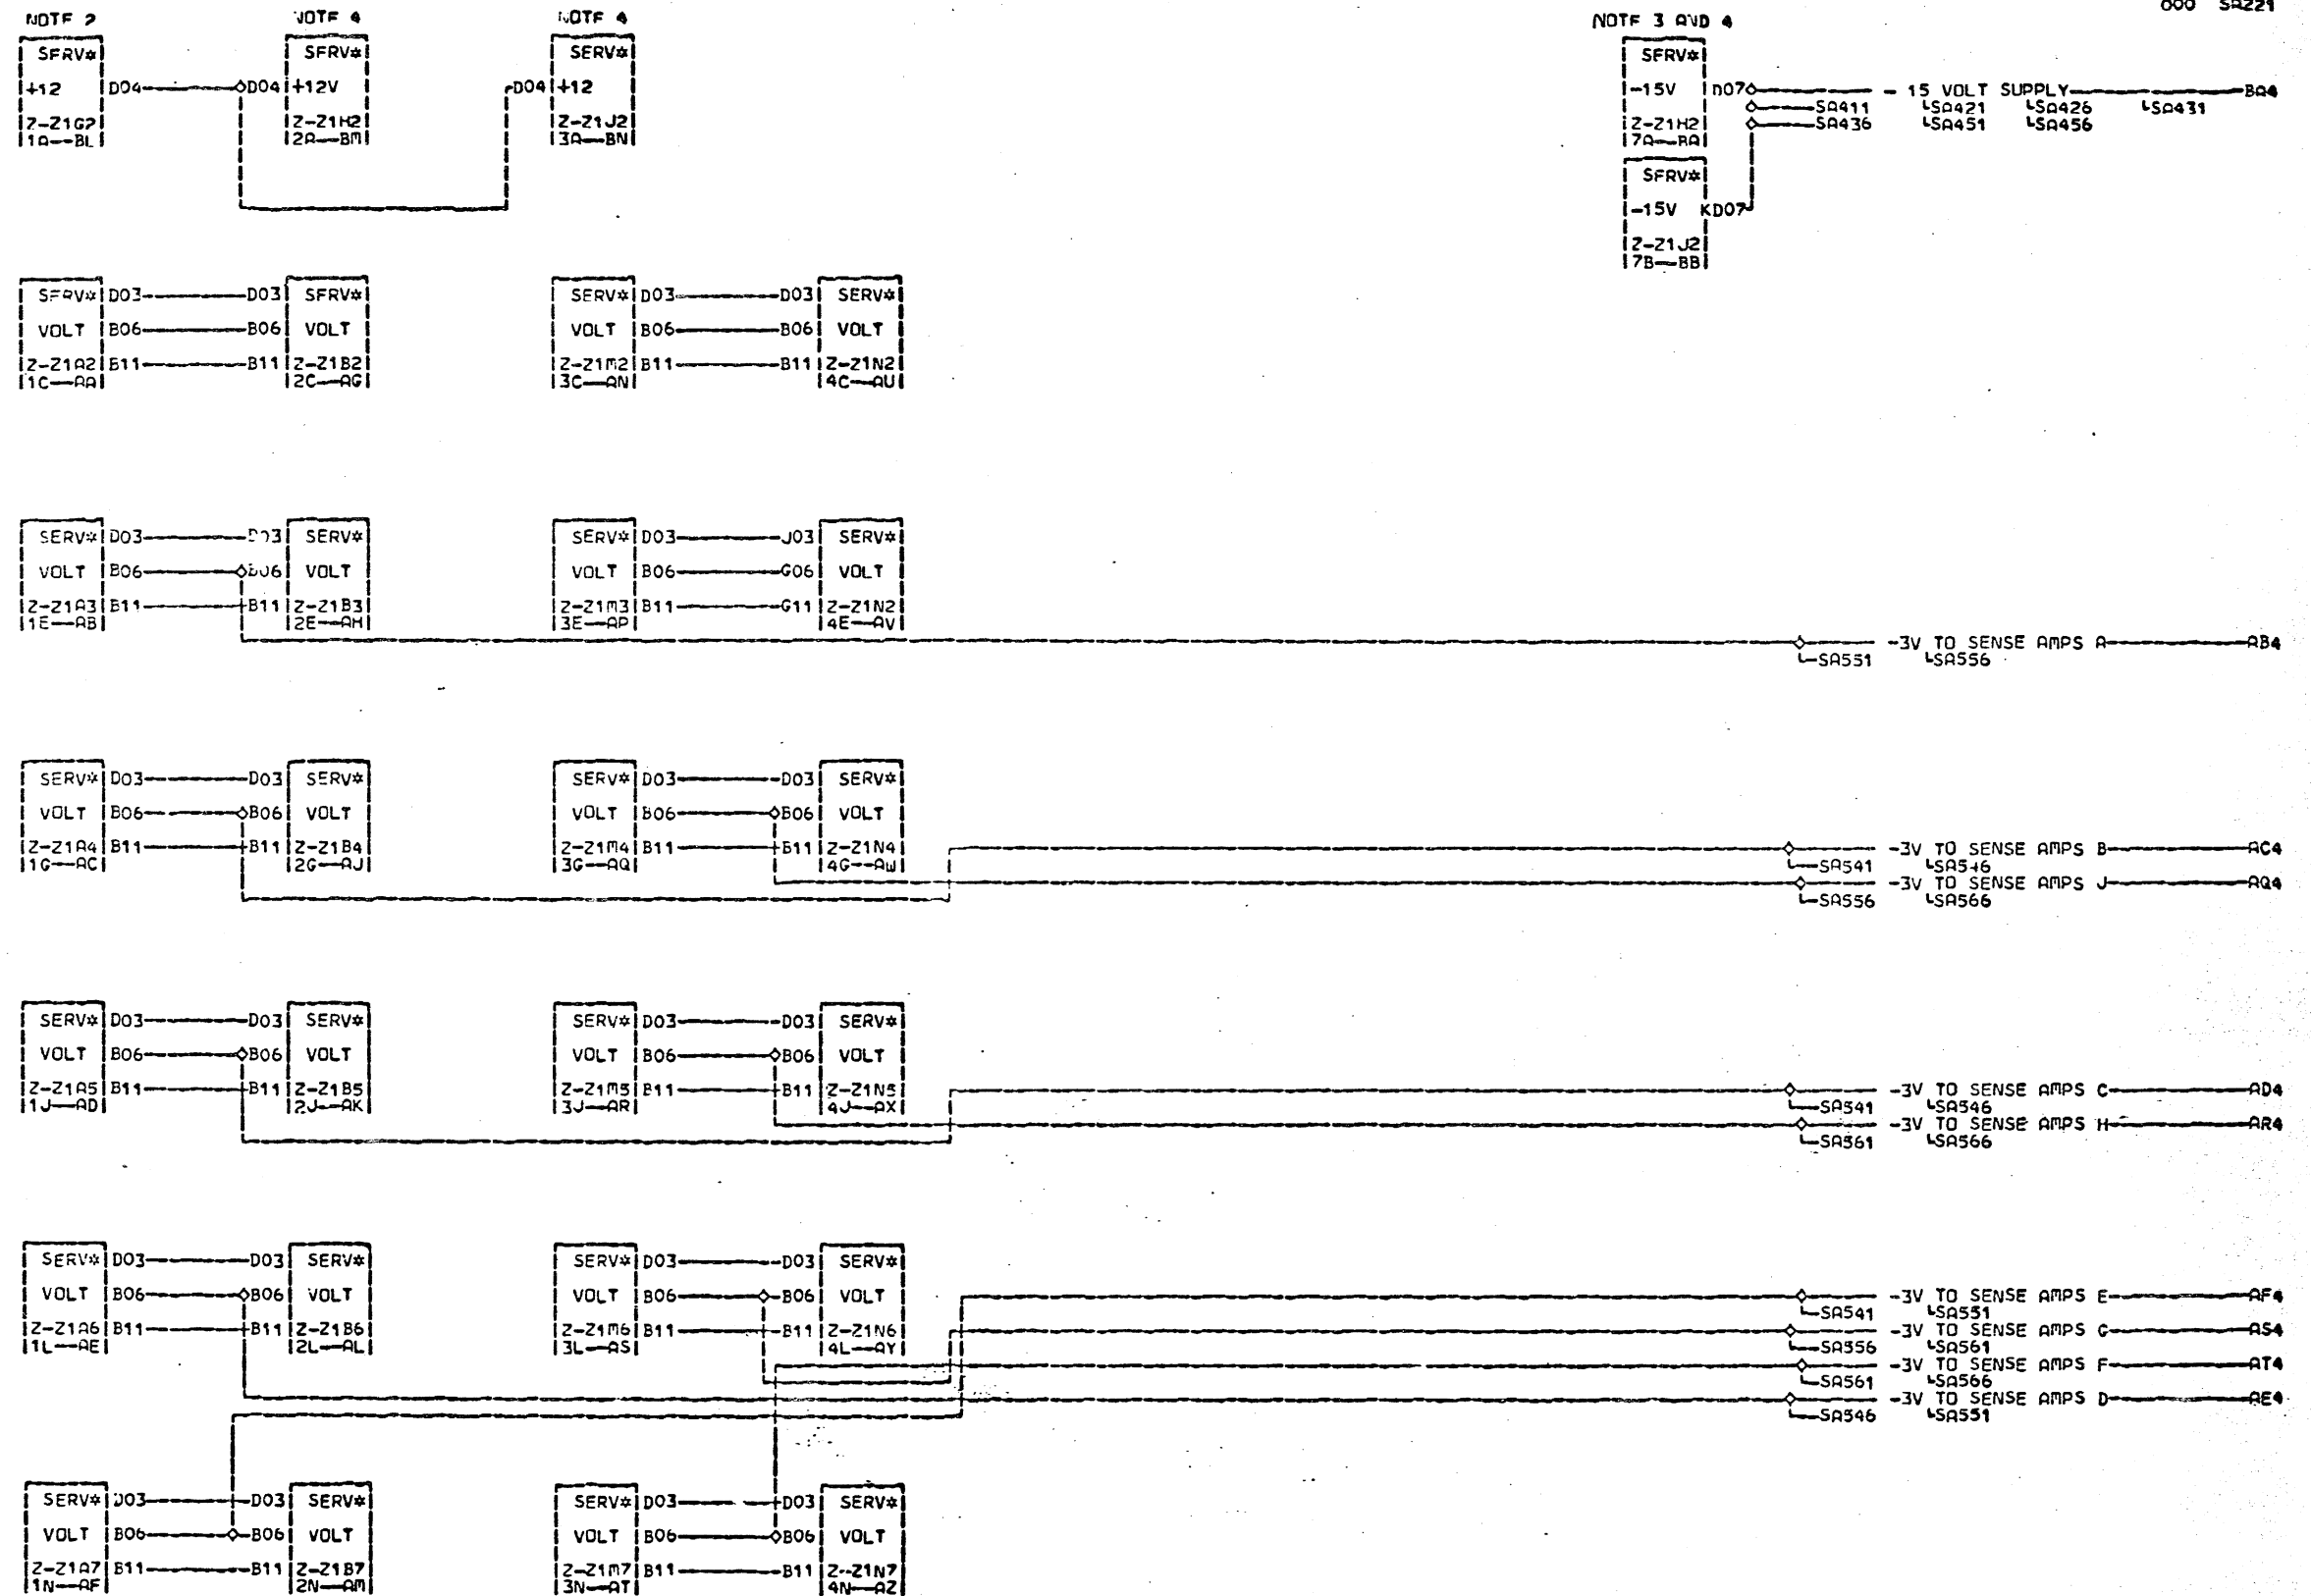 000 SA221
NOTE 2 NOTE 4 NOTE 4 NOTE 3 AND 4
SERV* SERV* SERV* SERV*
+12 D04 D04 +12V D04 +12 -15V D07 - 15 VOLT SUPPLY BA4
SA411 SA421 SA426 SA431
Z-Z1G2 Z-Z1H2 Z-Z1J2 Z-Z1H2 SA436 SA451 SA456
1A--BL 2A--BM 3A--BN 7A--BA
SERV*
-15V KD07
Z-Z1J2
7B--BB
SERV* D03 D03 SERV* SERV* D03 D03 SERV*
VOLT B06 B06 VOLT VOLT B06 B06 VOLT
Z-Z1A2 B11 B11 Z-Z1B2 Z-Z1M2 B11 B11 Z-Z1N2
1C--AA 2C--AG 3C--AN 4C--AU
SERV* D03 D03 SERV* SERV* D03 J03 SERV*
VOLT B06 B06 VOLT VOLT B06 G06 VOLT
Z-Z1A3 B11 B11 Z-Z1B3 Z-Z1M3 B11 G11 Z-Z1N2
1E--AB 2E--AH 3E--AP 4E--AV
-3V TO SENSE AMPS A AB4
SA551 SA556
SERV* D03 D03 SERV* SERV* D03 D03 SERV*
VOLT B06 B06 VOLT VOLT B06 B06 VOLT
Z-Z1A4 B11 B11 Z-Z1B4 Z-Z1M4 B11 B11 Z-Z1N4 -3V TO SENSE AMPS B AC4
1G--AC 2G--AJ 3G--AQ 4G--AW SA541 SA546
-3V TO SENSE AMPS J AQ4
SA556 SA566
SERV* D03 D03 SERV* SERV* D03 D03 SERV*
VOLT B06 B06 VOLT VOLT B06 B06 VOLT
Z-Z1A5 B11 B11 Z-Z1B5 Z-Z1M5 B11 B11 Z-Z1N5 -3V TO SENSE AMPS C AD4
1J--AD 2J--AK 3J--AR 4J--AX SA541 SA546
-3V TO SENSE AMPS H AR4
SA561 SA566
SERV* D03 D03 SERV* SERV* D03 D03 SERV*
VOLT B06 B06 VOLT VOLT B06 B06 VOLT -3V TO SENSE AMPS E AF4
SA541 SA551
Z-Z1A6 B11 B11 Z-Z1B6 Z-Z1M6 B11 B11 Z-Z1N6 -3V TO SENSE AMPS G AS4
1L--AE 2L--AL 3L--AS 4L--AY SA556 SA561
-3V TO SENSE AMPS F AT4
SA561 SA566
-3V TO SENSE AMPS D AE4
SA546 SA551
SERV* D03 D03 SERV* SERV* D03 D03 SERV*
VOLT B06 B06 VOLT VOLT B06 B06 VOLT
Z-Z1A7 B11 B11 Z-Z1B7 Z-Z1M7 B11 B11 Z-Z1N7
1N--AF 2N--AM 3N--AT 4N--AZ